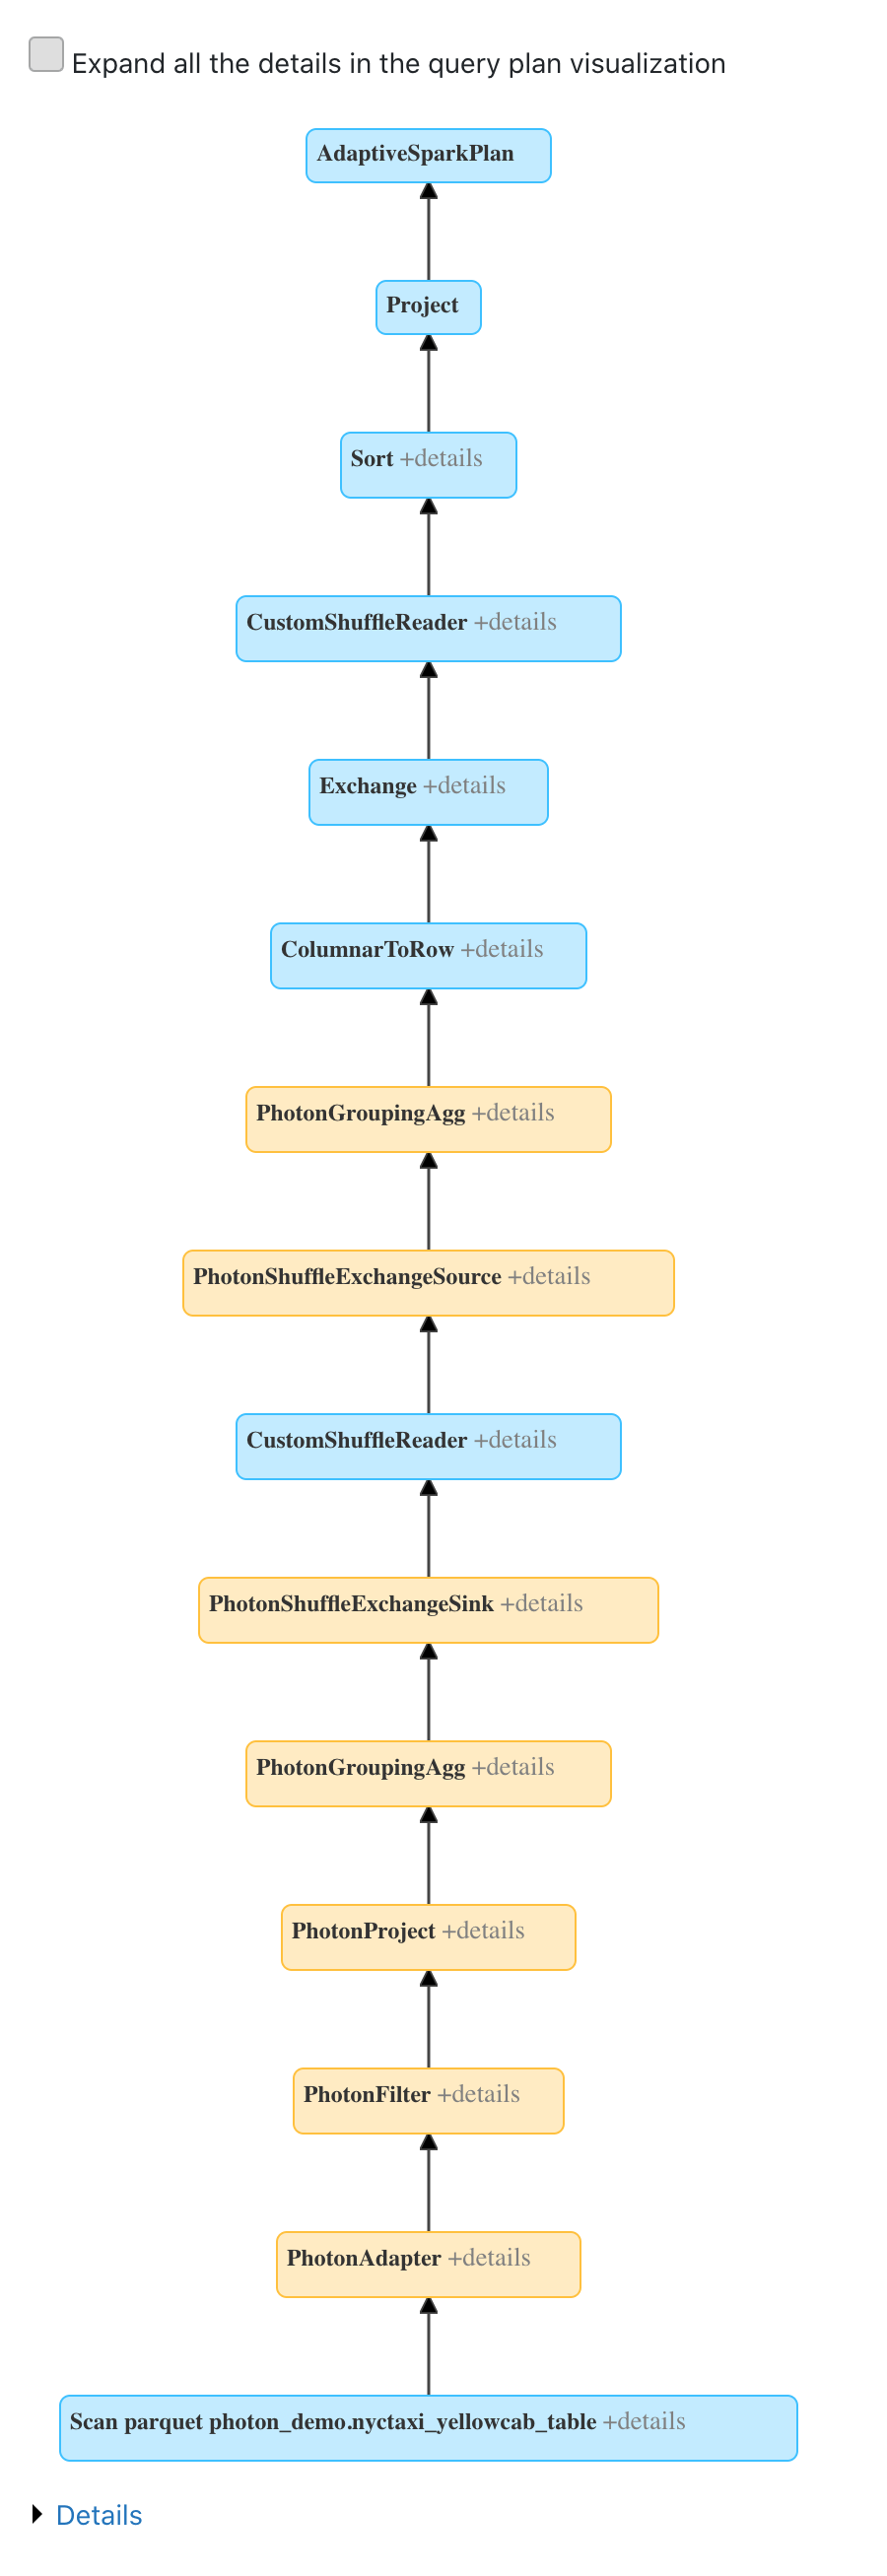 Expand all the details in the query plan visualization
AdaptiveSparkPlan
Project
Sort +details
CustomShuffleReader +details
Exchange +details
ColumnarToRow +details
PhotonGroupingAgg +details
PhotonShuffleExchangeSource +details
CustomShuffleReader +details
PhotonShuffleExchangeSink +details
PhotonGroupingAgg +details
PhotonProject +details
PhotonFilter +details
PhotonAdapter +details
Scan parquet photon_demo.nyctaxi_yellowcab_table +details
Details